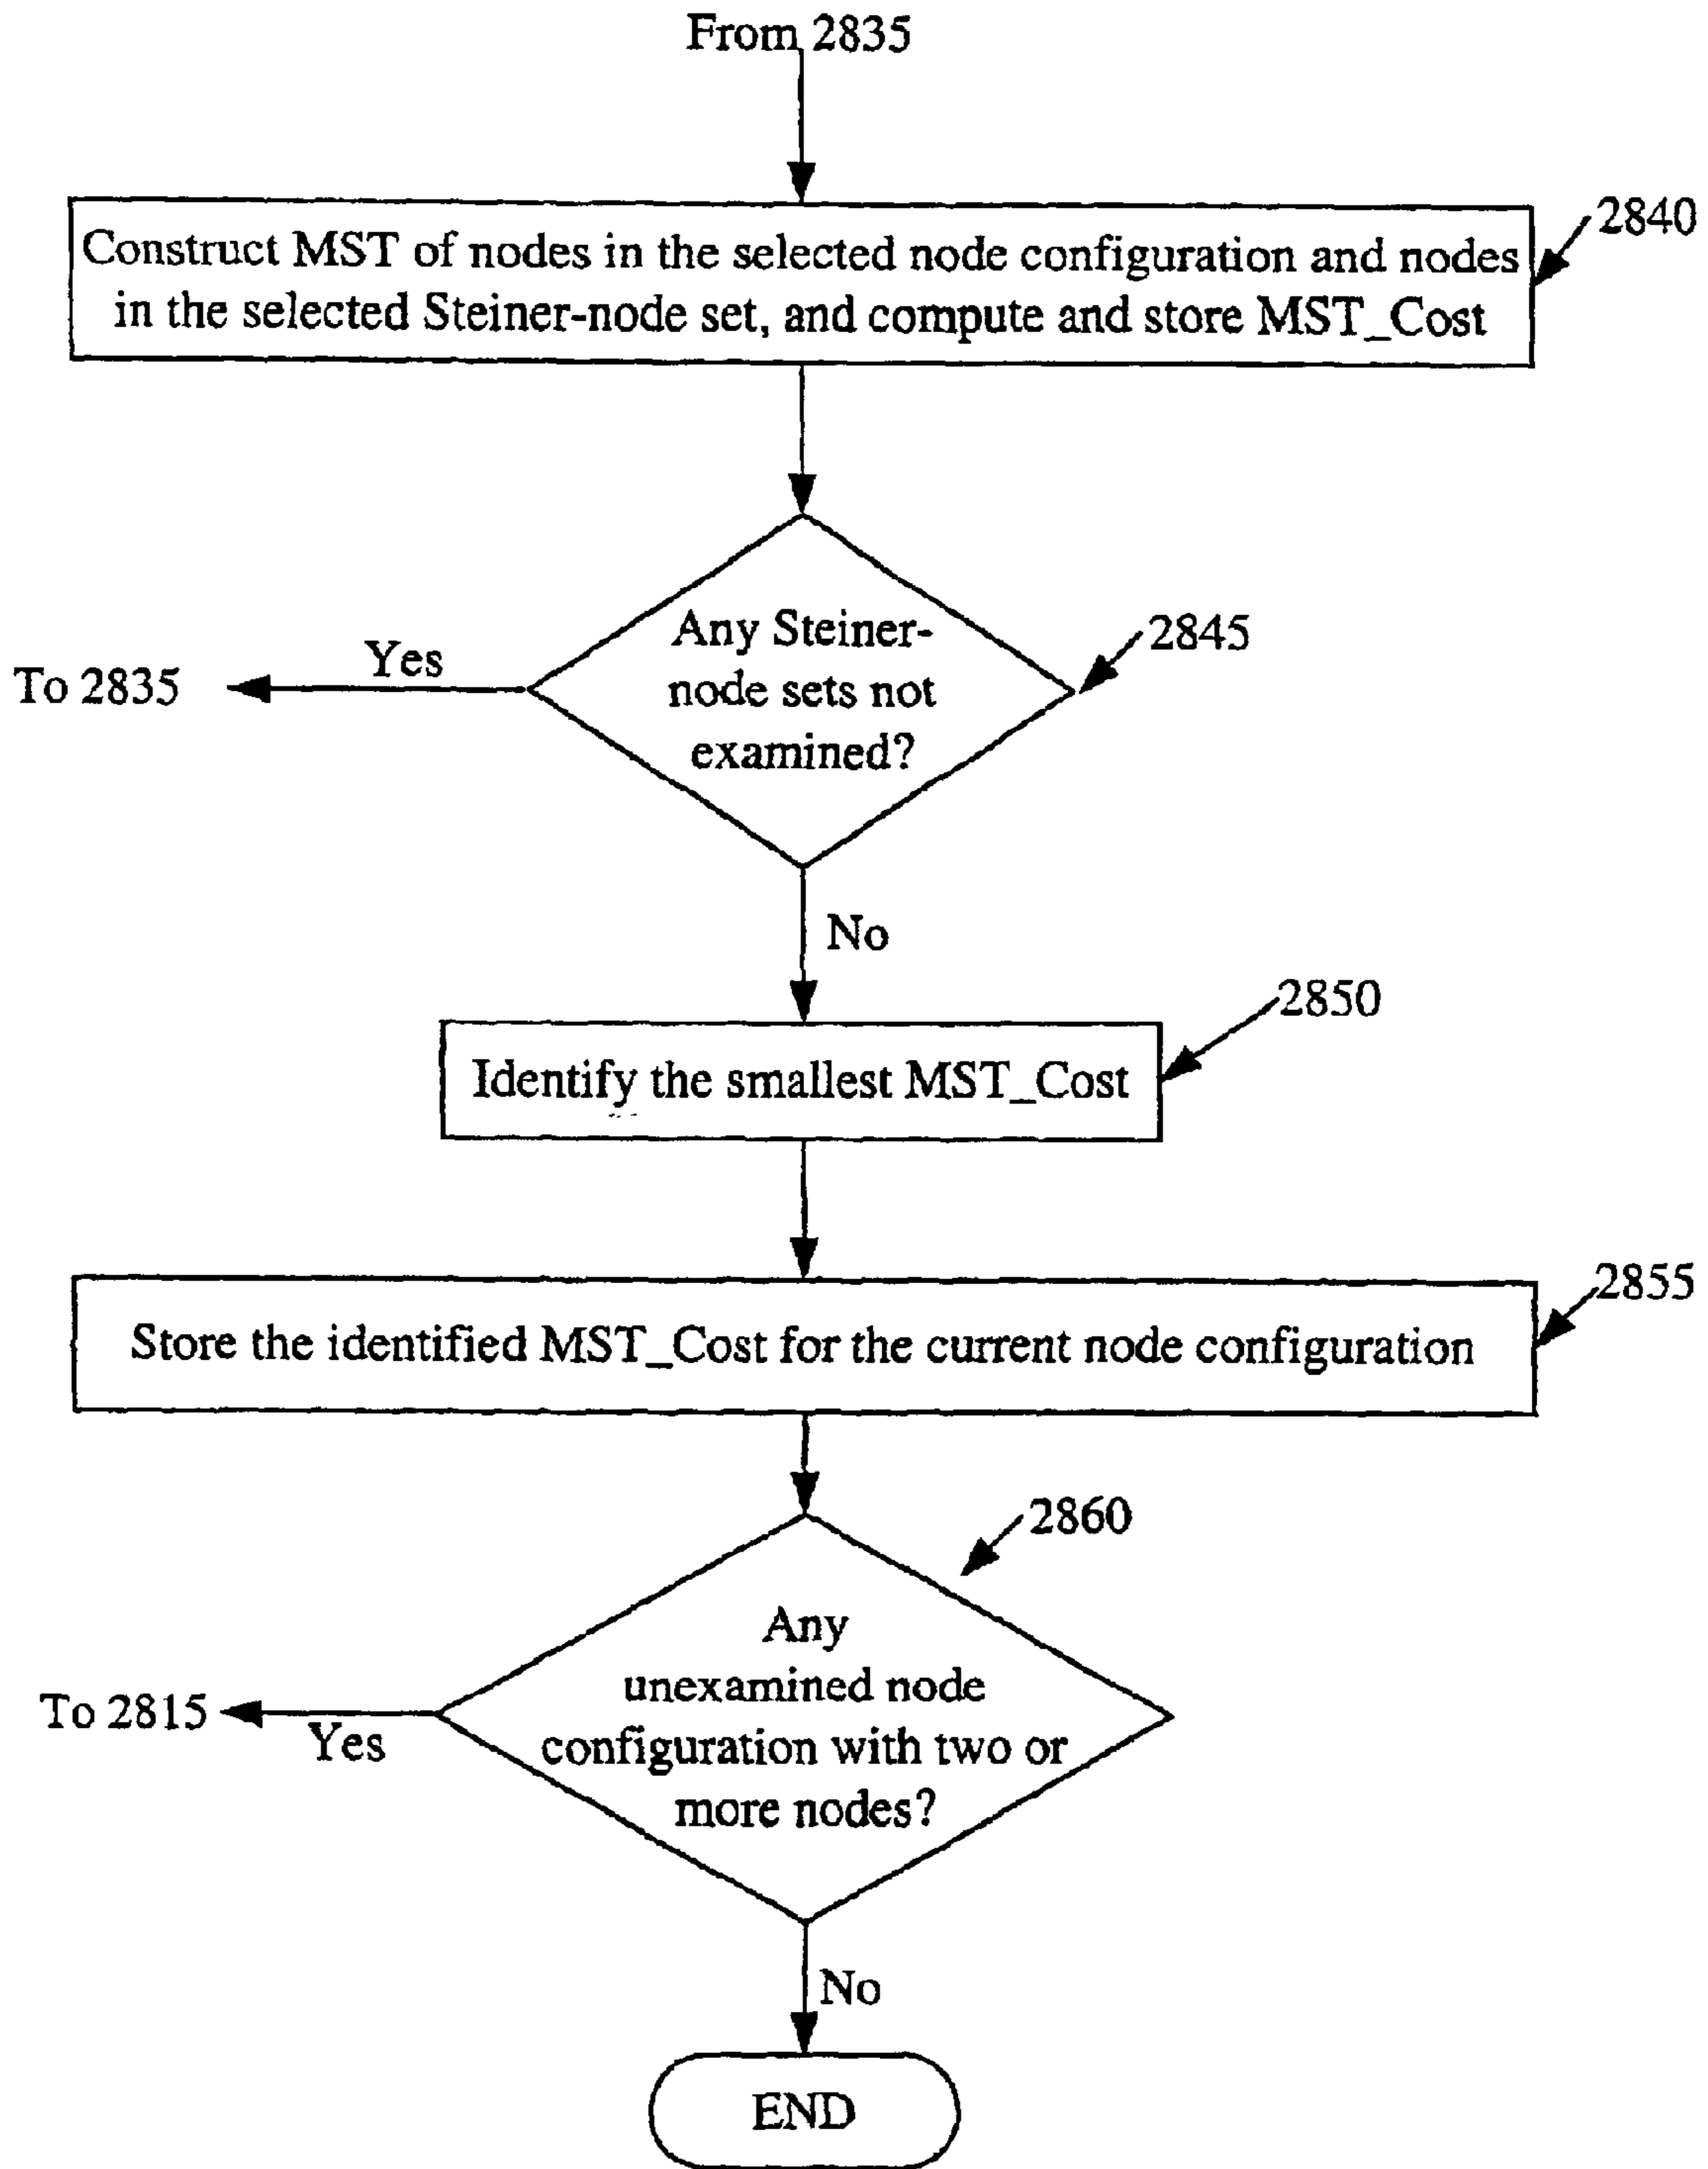 From 2835
2840
Construct MST of nodes in the selected node configuration and nodes
in the selected Steiner-node set, and compute and store MST_Cost
Any Steiner-
node sets not
examined?
2845
Yes
To 2835
No
2850
Identify the smallest MST_Cost
2855
Store the identified MST_Cost for the current node configuration
2860
Any
unexamined node
configuration with two or
more nodes?
To 2815
Yes
No
END